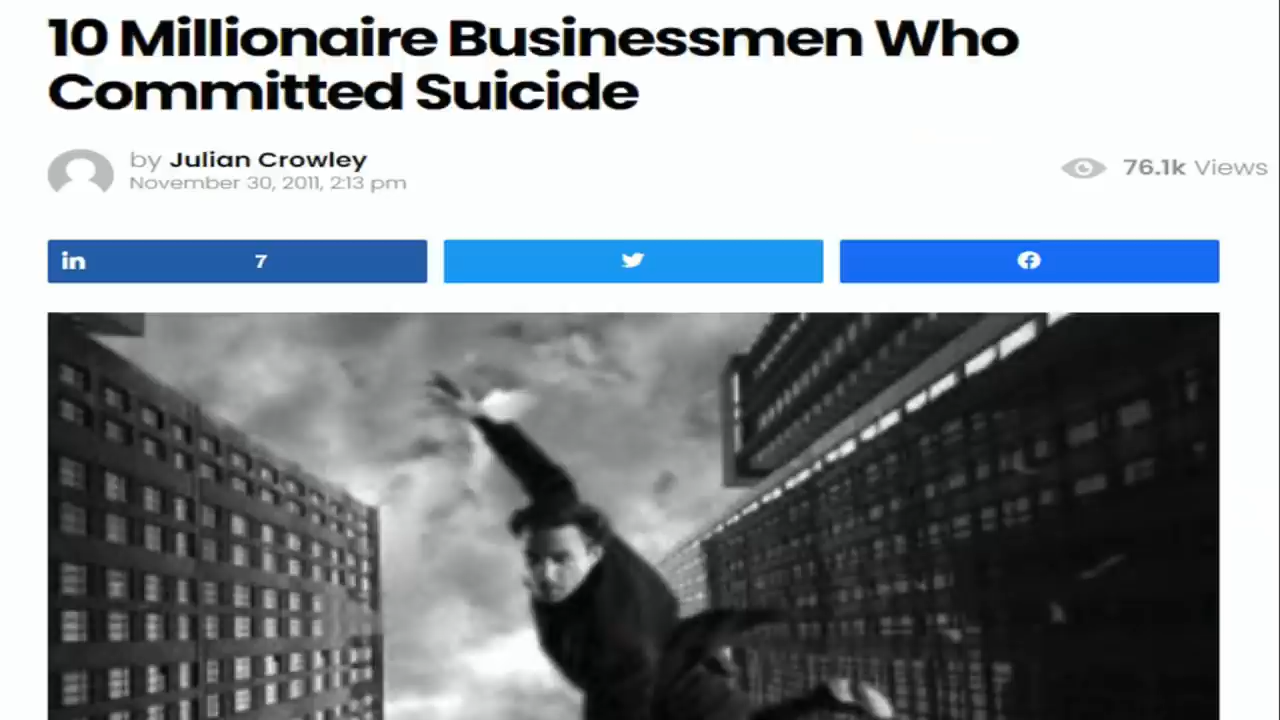 10 Millionaire Businessmen Who
Committed Suicide
by Julian Crowley
November 30, 2011, 2:13 pm
76.1k Views
in 7